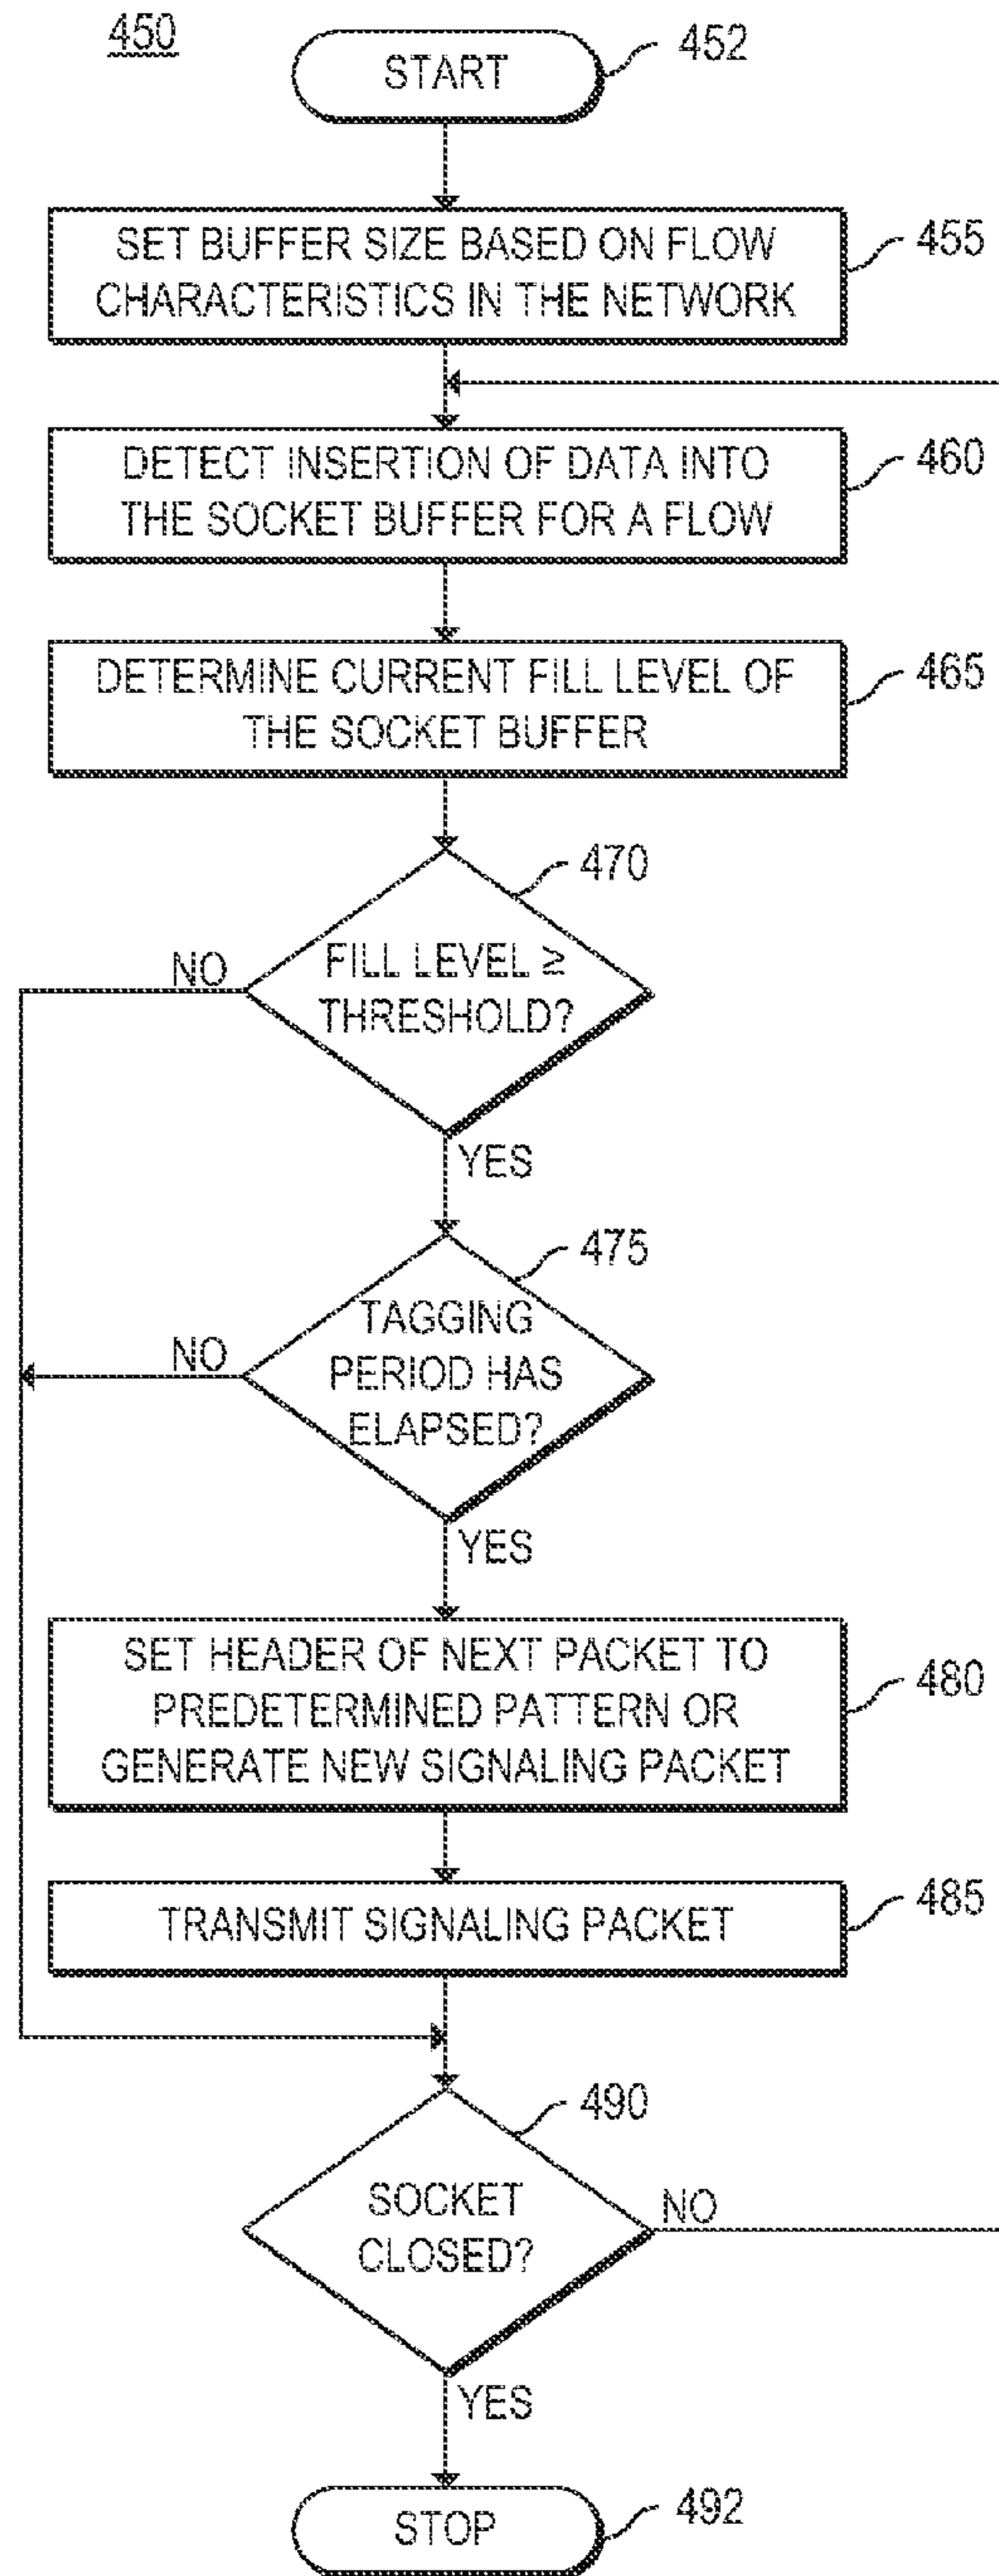 450
START
452
SET BUFFER SIZE BASED ON FLOW
CHARACTERISTICS IN THE NETWORK
455
DETECT INSERTION OF DATA INTO
THE SOCKET BUFFER FOR A FLOW
460
DETERMINE CURRENT FILL LEVEL OF
THE SOCKET BUFFER
465
470
FILL LEVEL ≥
THRESHOLD?
NO
YES
475
TAGGING
PERIOD HAS
ELAPSED?
NO
YES
SET HEADER OF NEXT PACKET TO
PREDETERMINED PATTERN OR
GENERATE NEW SIGNALING PACKET
480
TRANSMIT SIGNALING PACKET
485
490
SOCKET
CLOSED?
NO
YES
STOP
492